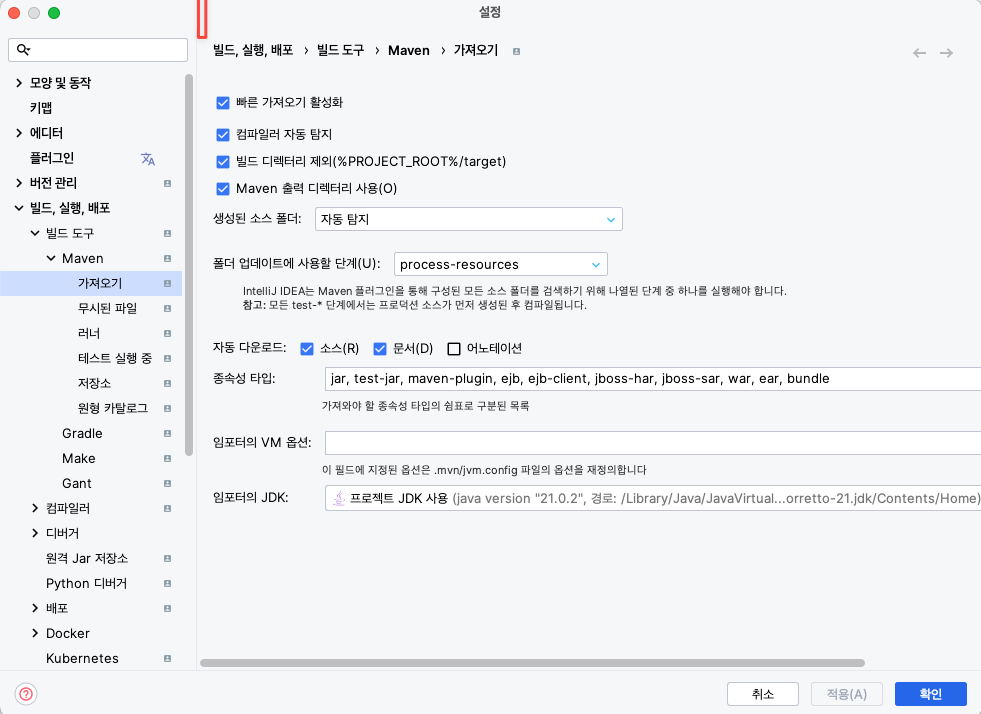 설정
빌드, 실행, 배포 › 빌드 도구 › Maven › 가져오기
모양 및 동작
키맵
에디터
플러그인
버전 관리
빌드, 실행, 배포
빌드 도구
Maven
가져오기
무시된 파일
러너
테스트 실행 중
저장소
원형 카탈로그
Gradle
Make
Gant
컴파일러
디버거
원격 Jar 저장소
Python 디버거
배포
Docker
Kubernetes
빠른 가져오기 활성화
컴파일러 자동 탐지
빌드 디렉터리 제외(%PROJECT_ROOT%/target)
Maven 출력 디렉터리 사용(O)
생성된 소스 폴더: 자동 탐지
폴더 업데이트에 사용할 단계(U): process-resources
IntelliJ IDEA는 Maven 플러그인을 통해 구성된 모든 소스 폴더를 검색하기 위해 나열된 단계 중 하나를 실행해야 합니다.
참고: 모든 test-* 단계에서는 프로덕션 소스가 먼저 생성된 후 컴파일됩니다.
자동 다운로드: 소스(R) 문서(D) 어노테이션
종속성 타입: jar, test-jar, maven-plugin, ejb, ejb-client, jboss-har, jboss-sar, war, ear, bundle
가져와야 할 종속성 타입의 쉼표로 구분된 목록
임포터의 VM 옵션:
이 필드에 지정된 옵션은 .mvn/jvm.config 파일의 옵션을 재정의합니다
임포터의 JDK: 프로젝트 JDK 사용 (java version "21.0.2", 경로: /Library/Java/JavaVirtual...orretto-21.jdk/Contents/Home)
취소 적용(A) 확인